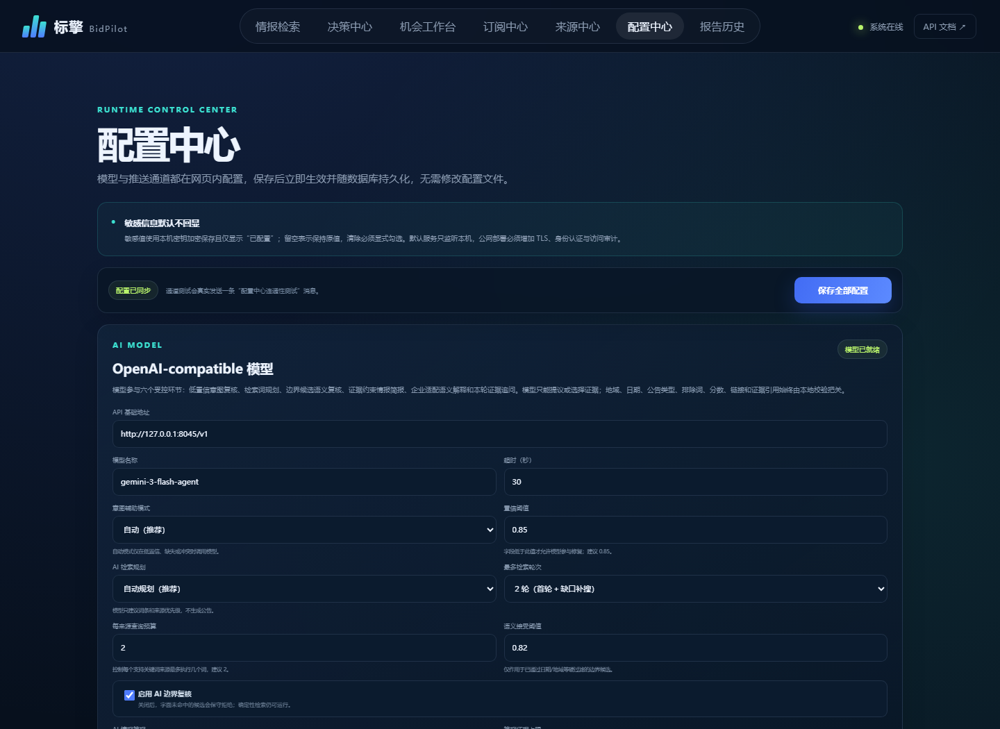 标擎 BidPilot
情报检索
决策中心
机会工作台
订阅中心
来源中心
配置中心
报告历史
系统在线
API 文档 ↗
RUNTIME CONTROL CENTER
配置中心
模型与推送通道都在网页内配置，保存后立即生效并随数据库持久化，无需修改配置文件。
敏感信息默认不回显
敏感值使用本机密钥加密保存且仅显示“已配置”；留空表示保持原值，清除必须显式勾选。默认服务只监听本机，公网部署必须增加 TLS、身份认证与访问审计。
配置已同步
通道测试会真实发送一条“配置中心连通性测试”消息。
保存全部配置
AI MODEL
模型已就绪
OpenAI-compatible 模型
模型参与六个受控环节：低置信意图复核、检索词规划、边界候选语义复核、证据约束情报简报、企业适配语义解释和本轮证据追问。模型只能提议或选择证据；地域、日期、公告类型、排除词、分数、链接和证据引用始终由本地校验把关。
API 基础地址
http://127.0.0.1:8045/v1
模型名称
超时（秒）
gemini-3-flash-agent
30
意图辅助模式
置信阈值
自动（推荐）
0.85
自动模式仅在低置信、缺失或冲突时调用模型。
字段低于此值才允许模型参与修复；建议 0.85。
AI 检索规划
最多检索轮次
自动规划（推荐）
2 轮（首轮 + 缺口补搜）
模型只建议词条和来源优先级，不生成公告。
每来源查询预算
语义接受阈值
2
0.82
控制每个支持关键词来源最多执行几个词，建议 2。
仅作用于已通过日期/地域等硬过滤的边界候选。
启用 AI 边界复核
关闭后，字面未命中的候选会保守拒绝；确定性检索仍可运行。
AI 情报简报
简报证据上限